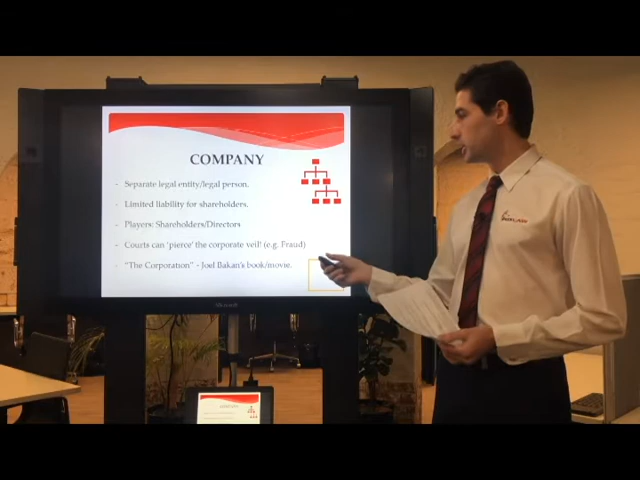 COMPANY
- Separate legal entity/legal person.
- Limited liability for shareholders.
- Players: Shareholders/Directors
- Courts can 'pierce' the corporate veil! (e.g. Fraud)
- "The Corporation" - Joel Bakan's book/movie.